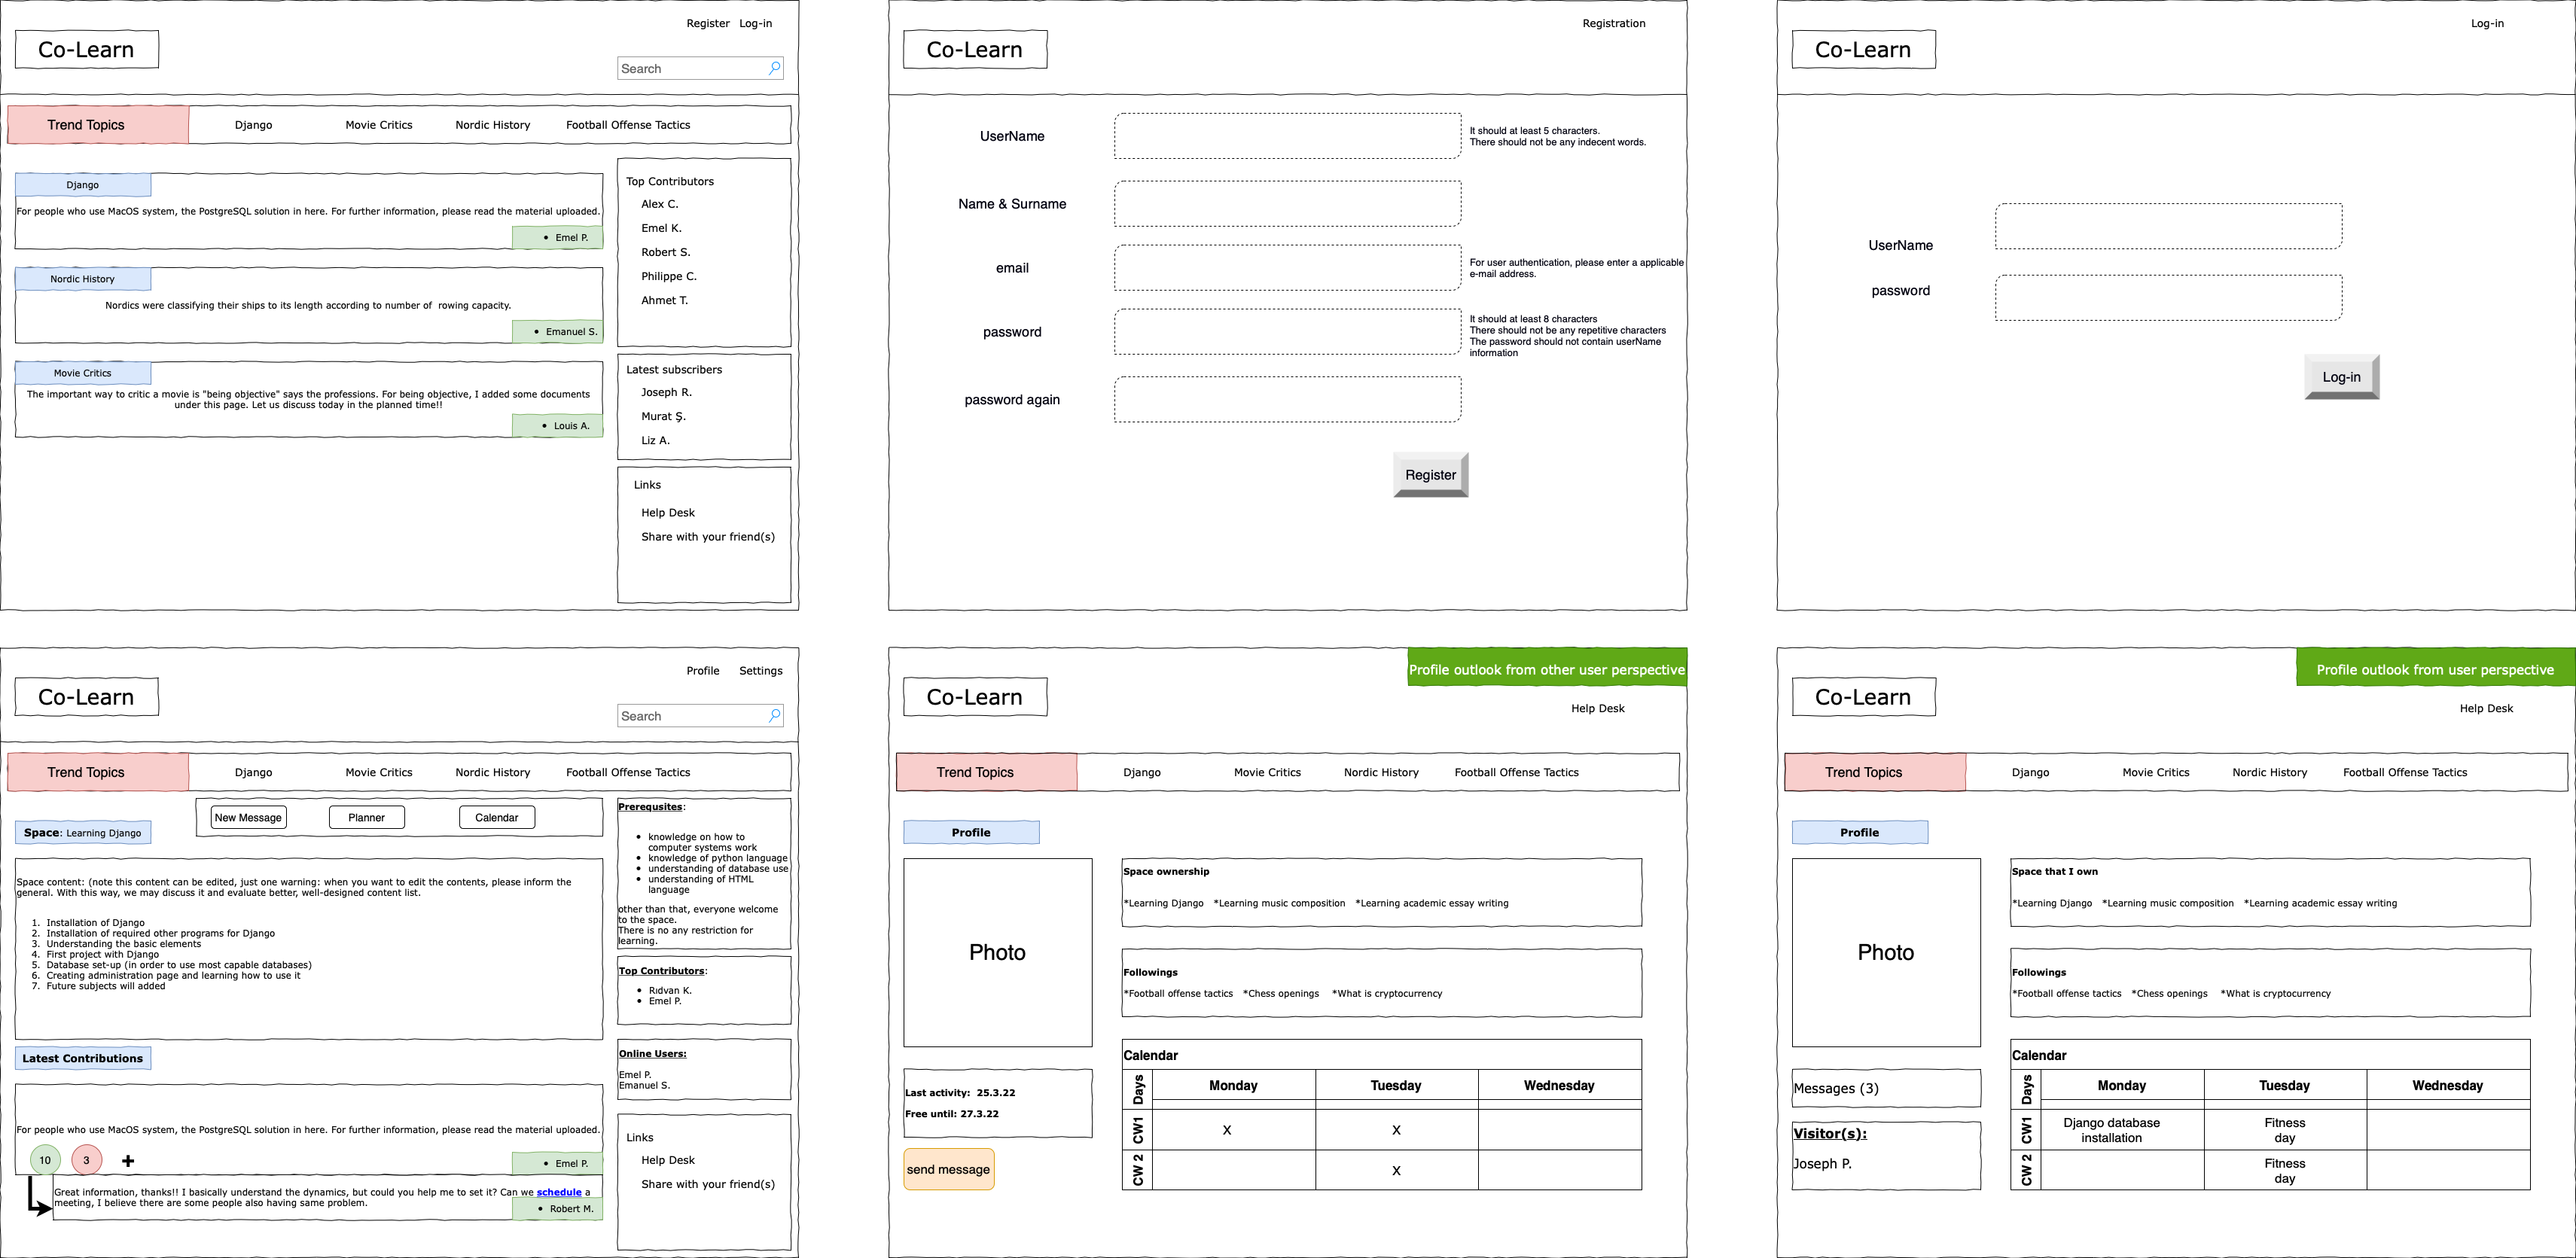 Register Log-in
Co-Learn
Search
Trend Topics Django Movie Critics Nordic History Football Offense Tactics
Django
For people who use MacOS system, the PostgreSQL solution in here. For further information, please read the material uploaded.
• Emel P.
Nordic History
Nordics were classifying their ships to its length according to number of rowing capacity.
• Emanuel S.
Movie Critics
The important way to critic a movie is "being objective" says the professions. For being objective, I added some documents
under this page. Let us discuss today in the planned time!!
• Louis A.
Top Contributors
Alex C.
Emel K.
Robert S.
Philippe C.
Ahmet T.
Latest subscribers
Joseph R.
Murat Ş.
Liz A.
Links
Help Desk
Share with your friend(s)
Registration
Co-Learn
UserName
It should at least 5 characters.
There should not be any indecent words.
Name & Surname
email
For user authentication, please enter a applicable
e-mail address.
password
It should at least 8 characters
There should not be any repetitive characters
The password should not contain userName
information
password again
Register
Log-in
Co-Learn
UserName
password
Log-in
Profile Settings
Co-Learn
Search
Trend Topics Django Movie Critics Nordic History Football Offense Tactics
New Message Planner Calendar
Space: Learning Django
Space content: (note this content can be edited, just one warning: when you want to edit the contents, please inform the
general. With this way, we may discuss it and evaluate better, well-designed content list.
1. Installation of Django
2. Installation of required other programs for Django
3. Understanding the basic elements
4. First project with Django
5. Database set-up (in order to use most capable databases)
6. Creating administration page and learning how to use it
7. Future subjects will added
Latest Contributions
For people who use MacOS system, the PostgreSQL solution in here. For further information, please read the material uploaded.
10 3 +
• Emel P.
Great information, thanks!! I basically understand the dynamics, but could you help me to set it? Can we schedule a
meeting, I believe there are some people also having same problem.
• Robert M.
Prerequsites:
• knowledge on how to
computer systems work
• knowledge of python language
• understanding of database use
• understanding of HTML
language
other than that, everyone welcome
to the space.
There is no any restriction for
learning.
Top Contributors:
• Rıdvan K.
• Emel P.
Online Users:
Emel P.
Emanuel S.
Links
Help Desk
Share with your friend(s)
Profile outlook from other user perspective
Co-Learn
Help Desk
Trend Topics Django Movie Critics Nordic History Football Offense Tactics
Profile
Photo
Space ownership
*Learning Django *Learning music composition *Learning academic essay writing
Followings
*Football offense tactics *Chess openings *What is cryptocurrency
Last activity: 25.3.22
Free until: 27.3.22
send message
Calendar
Days Monday Tuesday Wednesday
CW1 X X
CW 2 X
Profile outlook from user perspective
Co-Learn
Help Desk
Trend Topics Django Movie Critics Nordic History Football Offense Tactics
Profile
Photo
Space that I own
*Learning Django *Learning music composition *Learning academic essay writing
Followings
*Football offense tactics *Chess openings *What is cryptocurrency
Messages (3)
Visitor(s):
Joseph P.
Calendar
Days Monday Tuesday Wednesday
CW1 Django database
installation
Fitness
day
CW 2 Fitness
day